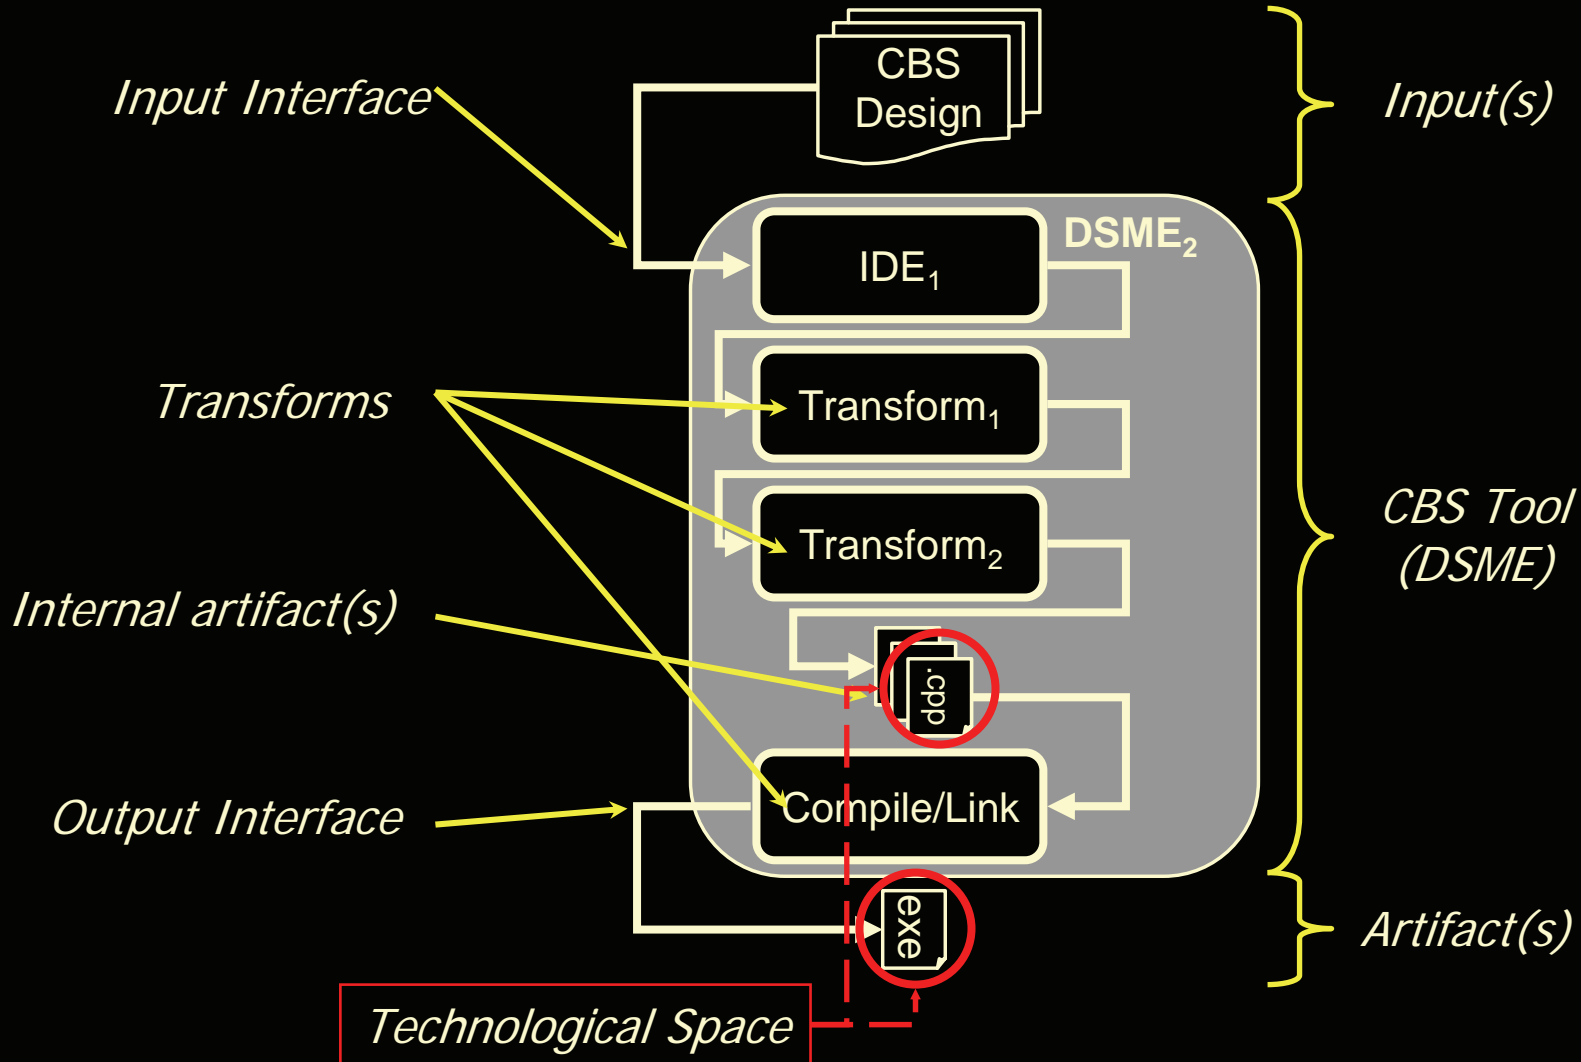 CBS
Design
Input Interface
Input(s)
DSME2
IDE1
Transforms
Transform1
CBS Tool
(DSME)
Transform2
Internal artifact(s)
.cpp
Output Interface
Compile/Link
exe
Artifact(s)
Technological Space